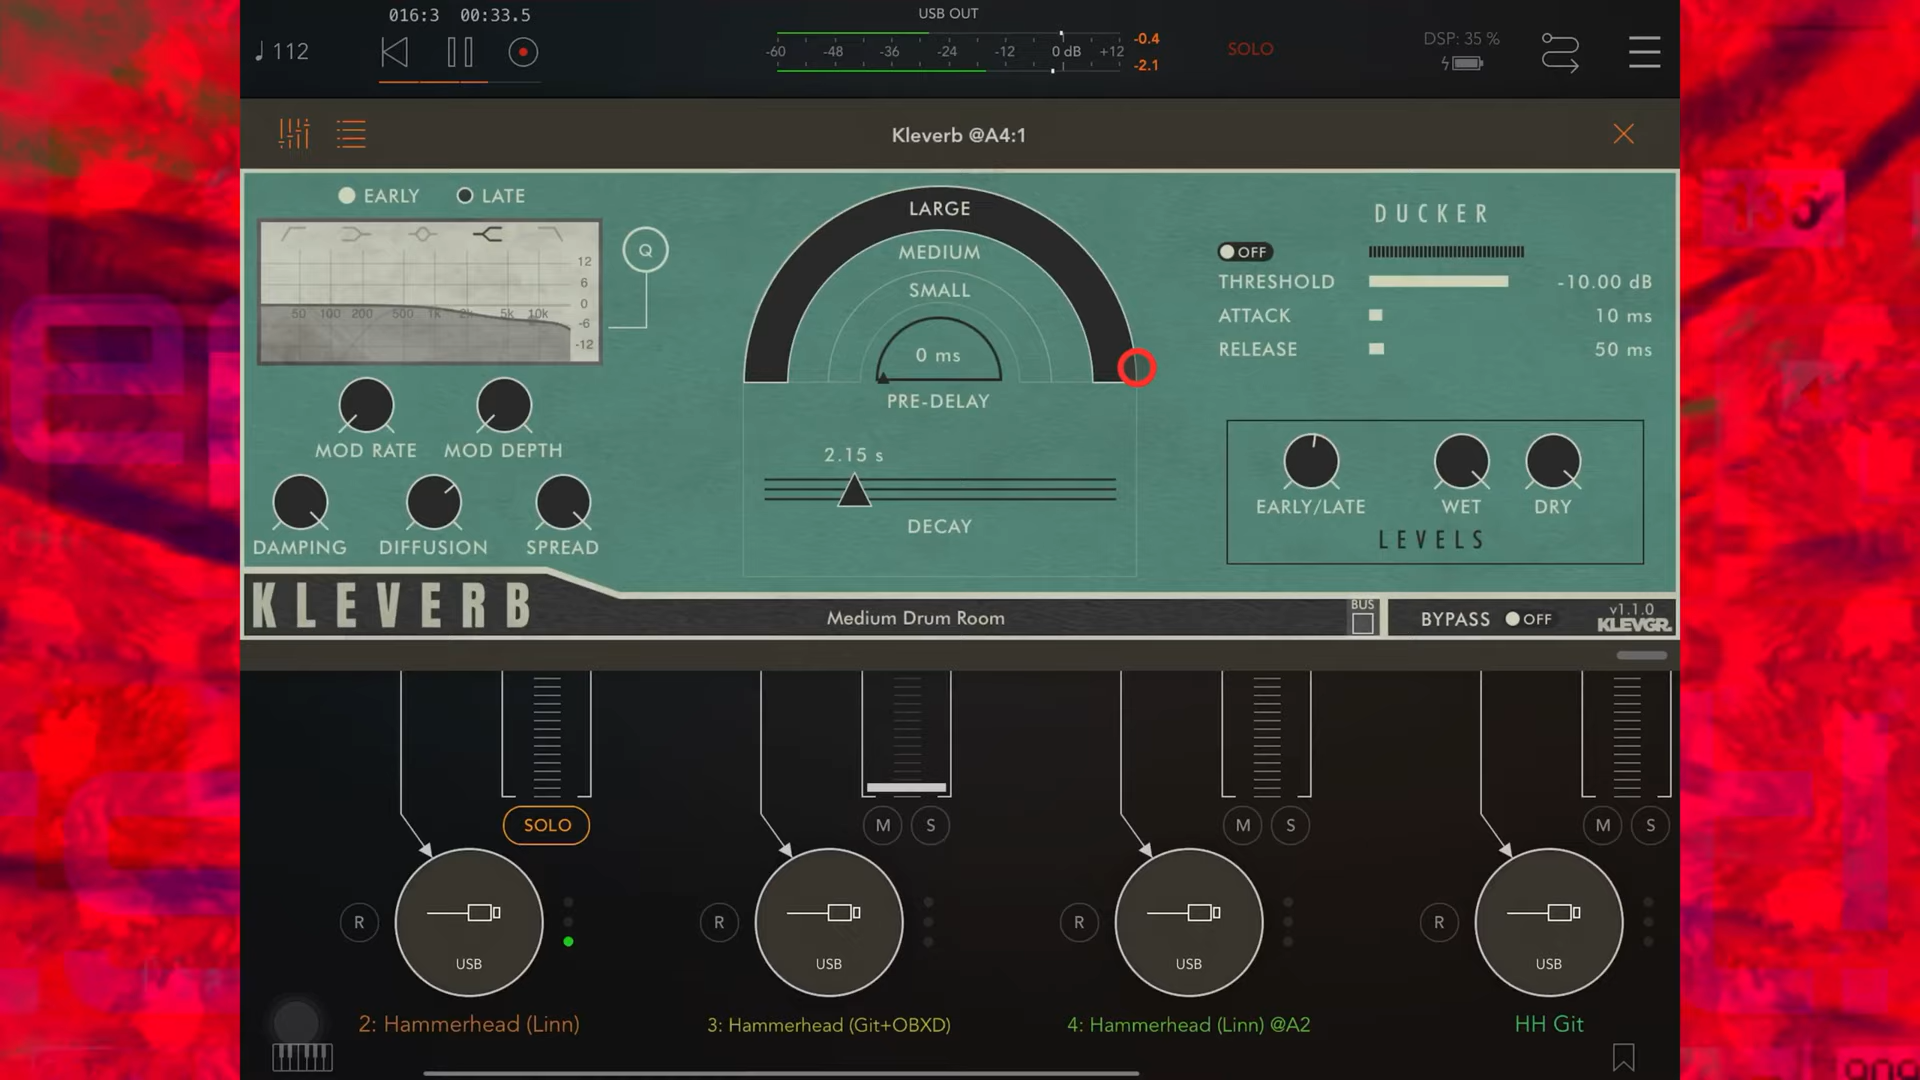 016:3 00:33.5
112
USB OUT
-60 -48 -36 -24 -12 0 dB +12
-0.4
-2.1
SOLO
DSP: 35 %
Kleverb @A4:1
EARLY LATE
12
6
0
-6
-12
50 100 200 500 1k 2k 5k 10k
Q
MOD RATE MOD DEPTH
DAMPING DIFFUSION SPREAD
LARGE
MEDIUM
SMALL
0 ms
PRE-DELAY
2.15 s
DECAY
DUCKER
OFF
THRESHOLD -10.00 dB
ATTACK 10 ms
RELEASE 50 ms
EARLY/LATE WET DRY
LEVELS
KLEVERB
Medium Drum Room
BUS
BYPASS OFF
v1.1.0
KLEVGR.
SOLO
M S
M S
M S
R USB
R USB
R USB
R USB
2: Hammerhead (Linn)
3: Hammerhead (Git+OBXD)
4: Hammerhead (Linn) @A2
HH Git